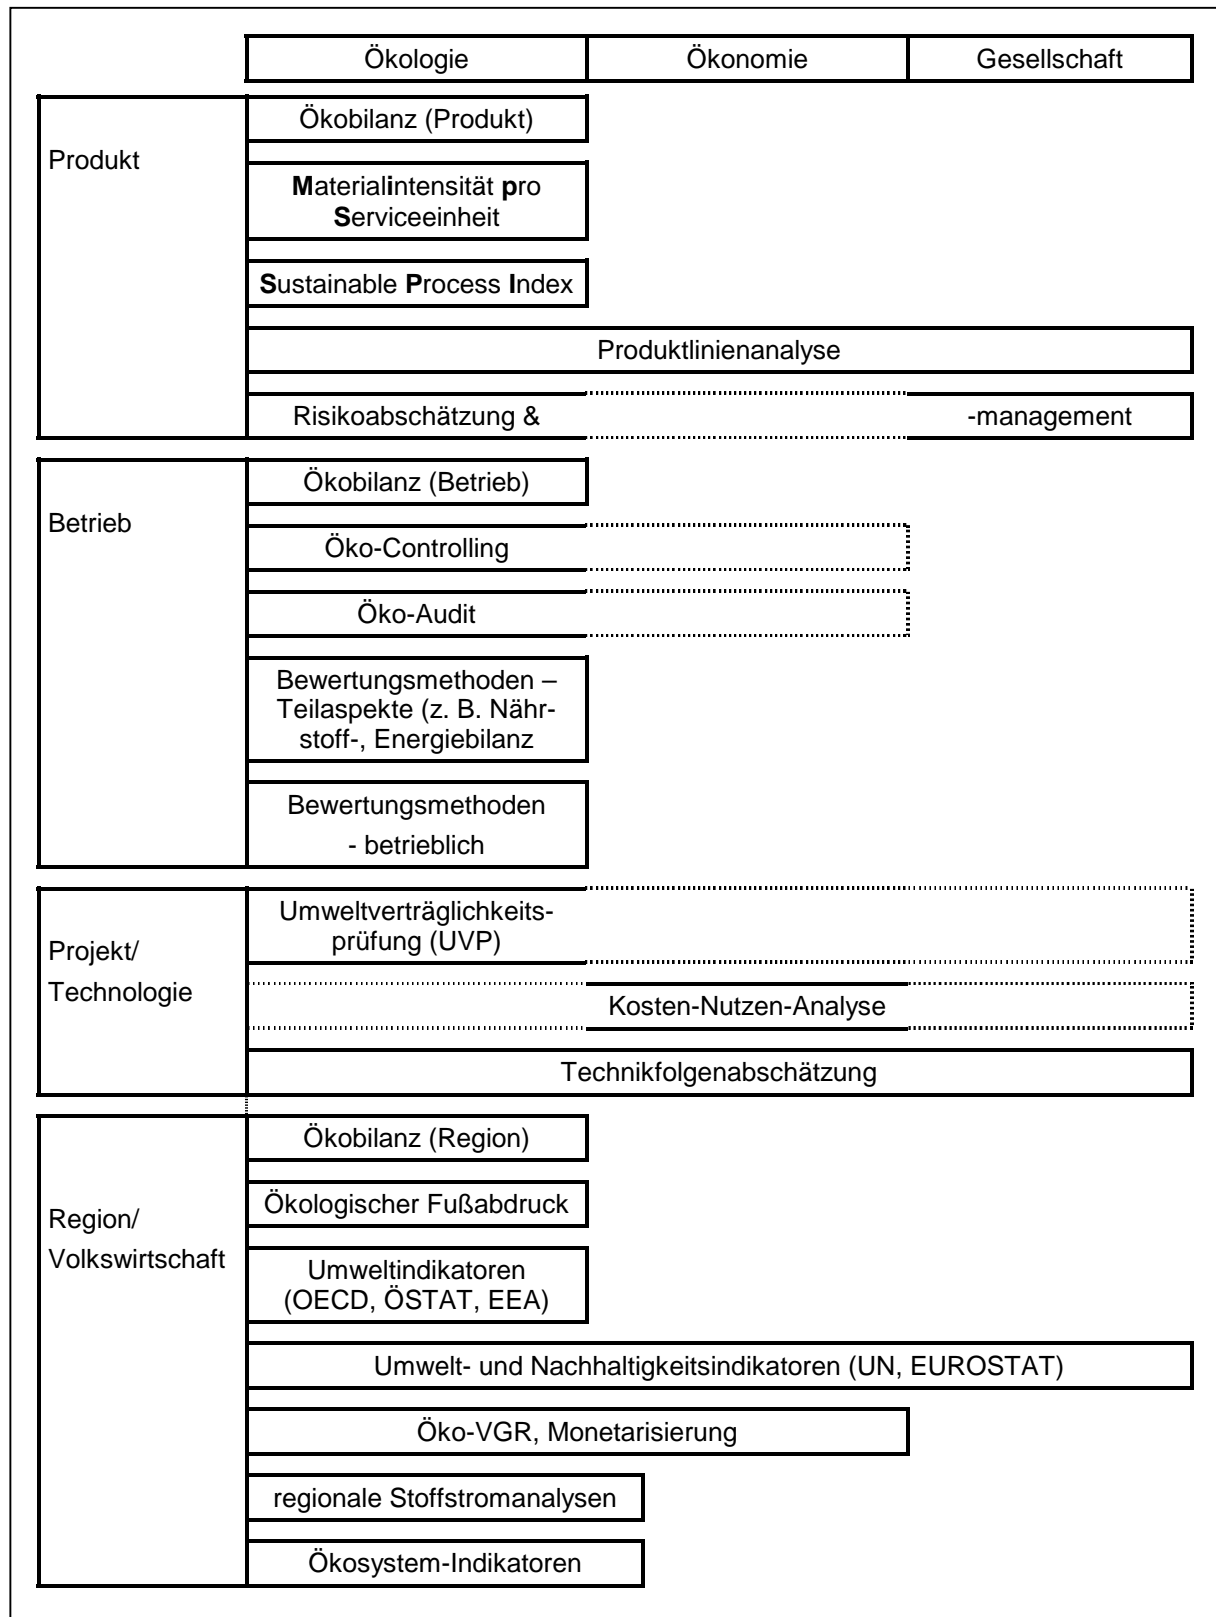 Ökologie Ökonomie Gesellschaft
Produkt
Ökobilanz (Produkt)
Materialintensität pro
Serviceeinheit
Sustainable Process Index
Produktlinienanalyse
Risikoabschätzung & -management
Betrieb
Ökobilanz (Betrieb)
Öko-Controlling
Öko-Audit
Bewertungsmethoden –
Teilaspekte (z. B. Nähr-
stoff-, Energiebilanz
Bewertungsmethoden
- betrieblich
Projekt/
Technologie
Umweltverträglichkeits-
prüfung (UVP)
Kosten-Nutzen-Analyse
Technikfolgenabschätzung
Region/
Volkswirtschaft
Ökobilanz (Region)
Ökologischer Fußabdruck
Umweltindikatoren
(OECD, ÖSTAT, EEA)
Umwelt- und Nachhaltigkeitsindikatoren (UN, EUROSTAT)
Öko-VGR, Monetarisierung
regionale Stoffstromanalysen
Ökosystem-Indikatoren